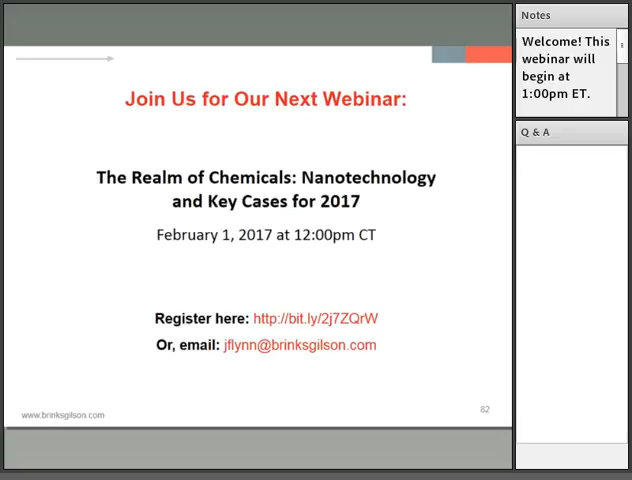 Join Us for Our Next Webinar:
The Realm of Chemicals: Nanotechnology
and Key Cases for 2017
February 1, 2017 at 12:00pm CT
Register here: http://bit.ly/2j7ZQrW
Or, email: jflynn@brinksgilson.com
www.brinksgilson.com
82
Notes
Welcome! This
webinar will
begin at
1:00pm ET.
Q & A